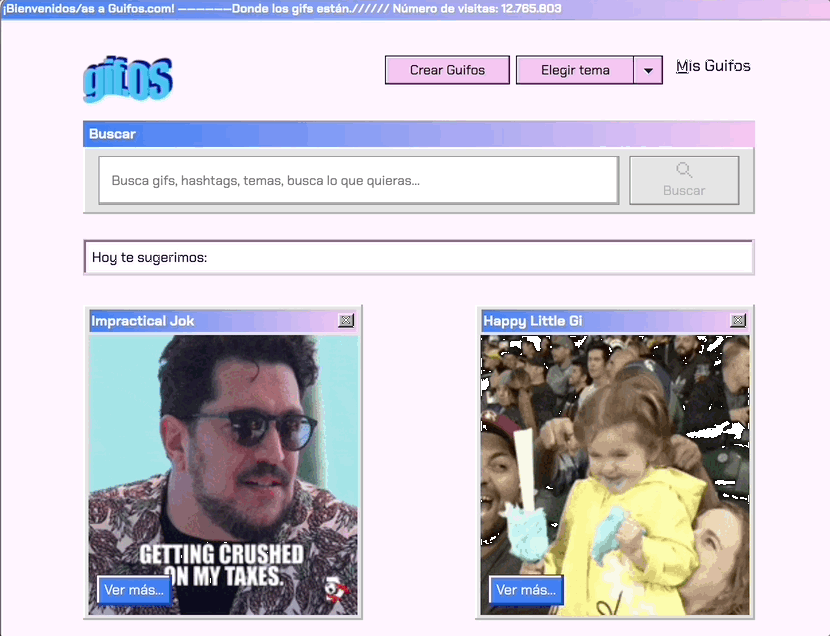 ¡Bienvenidos/as a Guifos.com! ——————Donde los gifs están.////// Número de visitas: 12.765.803
gif.os
Crear Guifos
Elegir tema
Mis Guifos
Buscar
Busca gifs, hashtags, temas, busca lo que quieras...
Buscar
Hoy te sugerimos:
Impractical Jok
Happy Little Gi
GETTING CRUSHED
ON MY TAXES.
Ver más...
Ver más...